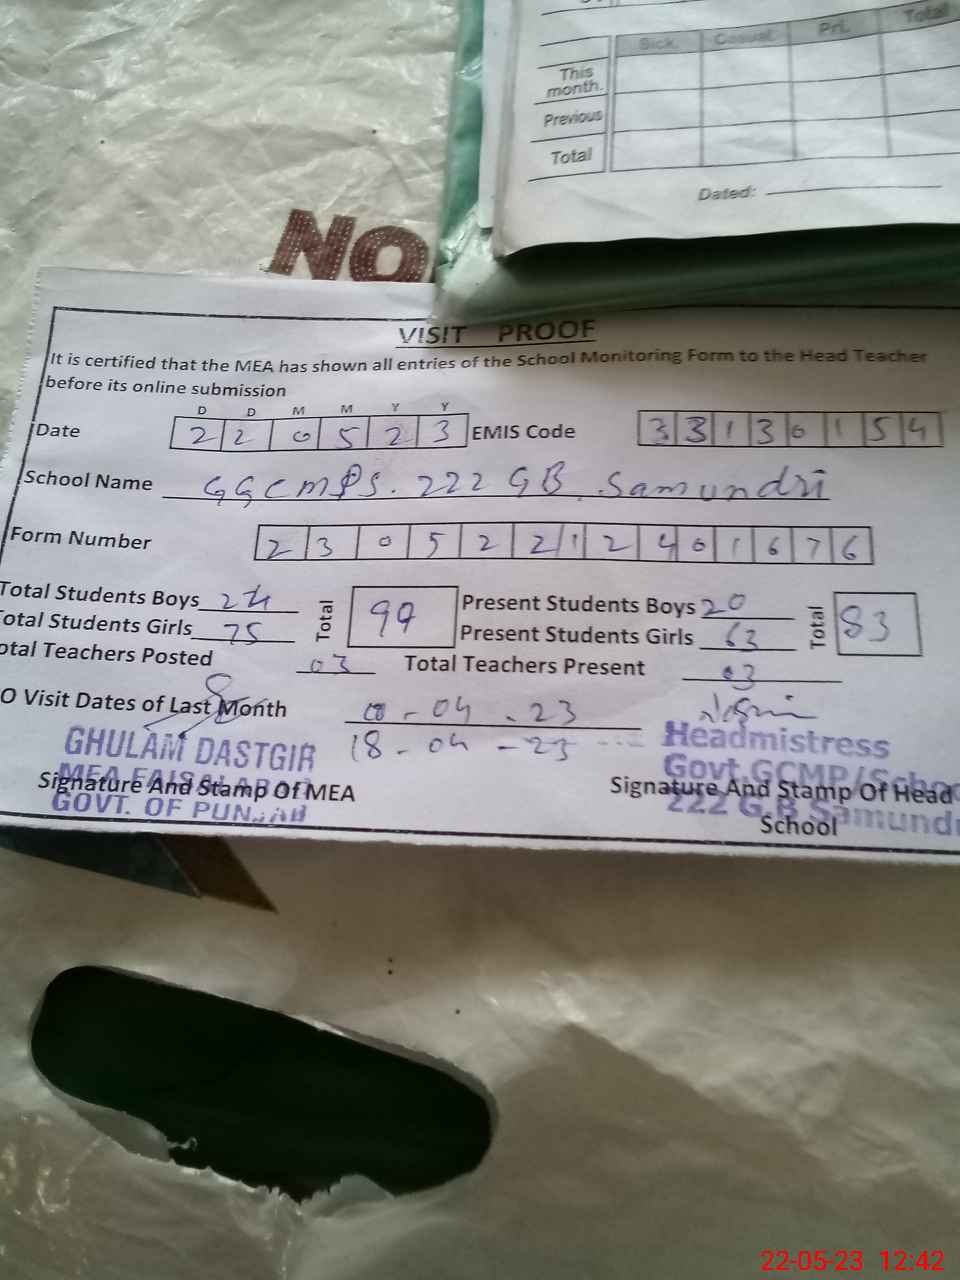 Sick. Casual Prl. Total
This month.
Previous
Total
Dated:
No
VISIT PROOF
It is certified that the MEA has shown all entries of the School Monitoring Form to the Head Teacher
before its online submission
D D M M Y Y
Date 2 2 0 5 2 3 EMIS Code 3 3 1 3 0 1 5 4
School Name GGCMPS. 222 GB. Samundri
Form Number 2 3 0 5 2 2 1 2 4 0 1 6 7 6
Total Students Boys 24 Total 99 Present Students Boys 20 Total 83
Total Students Girls 75 Present Students Girls 63
otal Teachers Posted 03 Total Teachers Present 03
O Visit Dates of Last Month - 04 - 23
18 - 04 - 23
GHULAM DASTGIR
MEA FAISALABAD
GOVT. OF PUNJAB
Signature And Stamp Of MEA
Headmistress
Govt.GCMP/Schoo
222 G.B Samundr
Signature And Stamp Of Head
School
22-05-23 12:42